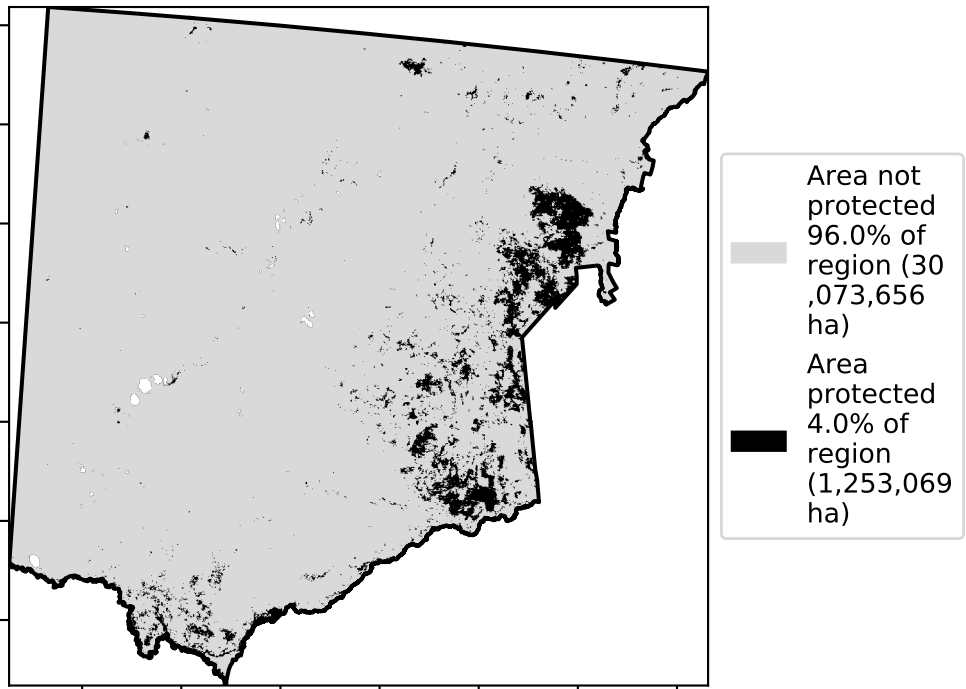 Area not
protected
96.0% of
region (30
,073,656
ha)
Area
protected
4.0% of
region
(1,253,069
ha)